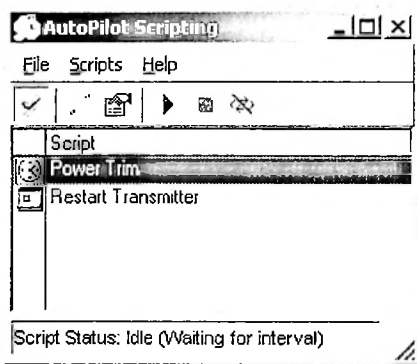 AutoPilot Scripting
File Scripts Help
Script
Power Trim
Restart Transmitter
Script Status: Idle (Waiting for interval)